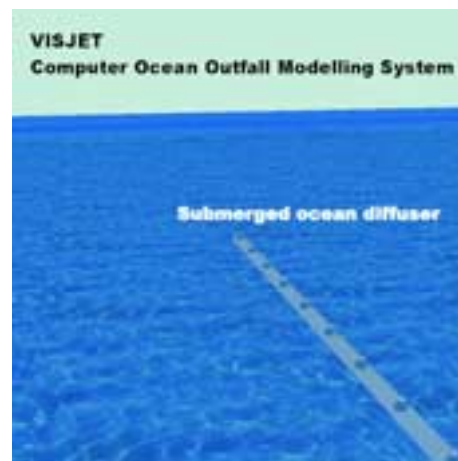 VISJET
Computer Ocean Outfall Modelling System
Submerged ocean diffuser